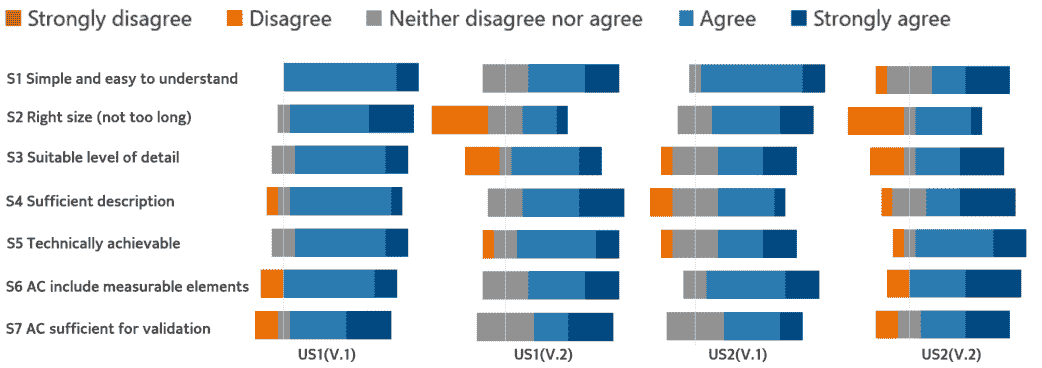 Strongly disagree Disagree Neither disagree nor agree Agree Strongly agree
S1 Simple and easy to understand
S2 Right size (not too long)
S3 Suitable level of detail
S4 Sufficient description
S5 Technically achievable
S6 AC include measurable elements
S7 AC sufficient for validation
US1(V.1) US1(V.2) US2(V.1) US2(V.2)